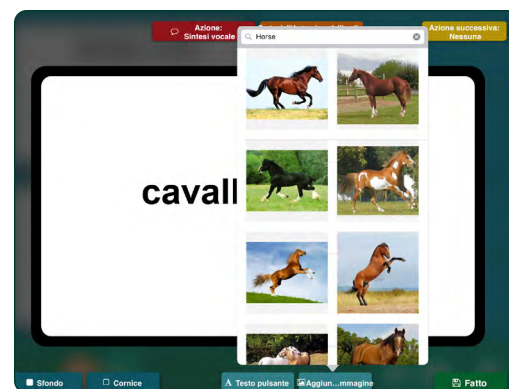 Azione:
Sintesi vocale
Azione successiva:
Nessuna
Horse
cavall
Sfondo
Cornice
Testo pulsante
Aggiun...mmagine
Fatto